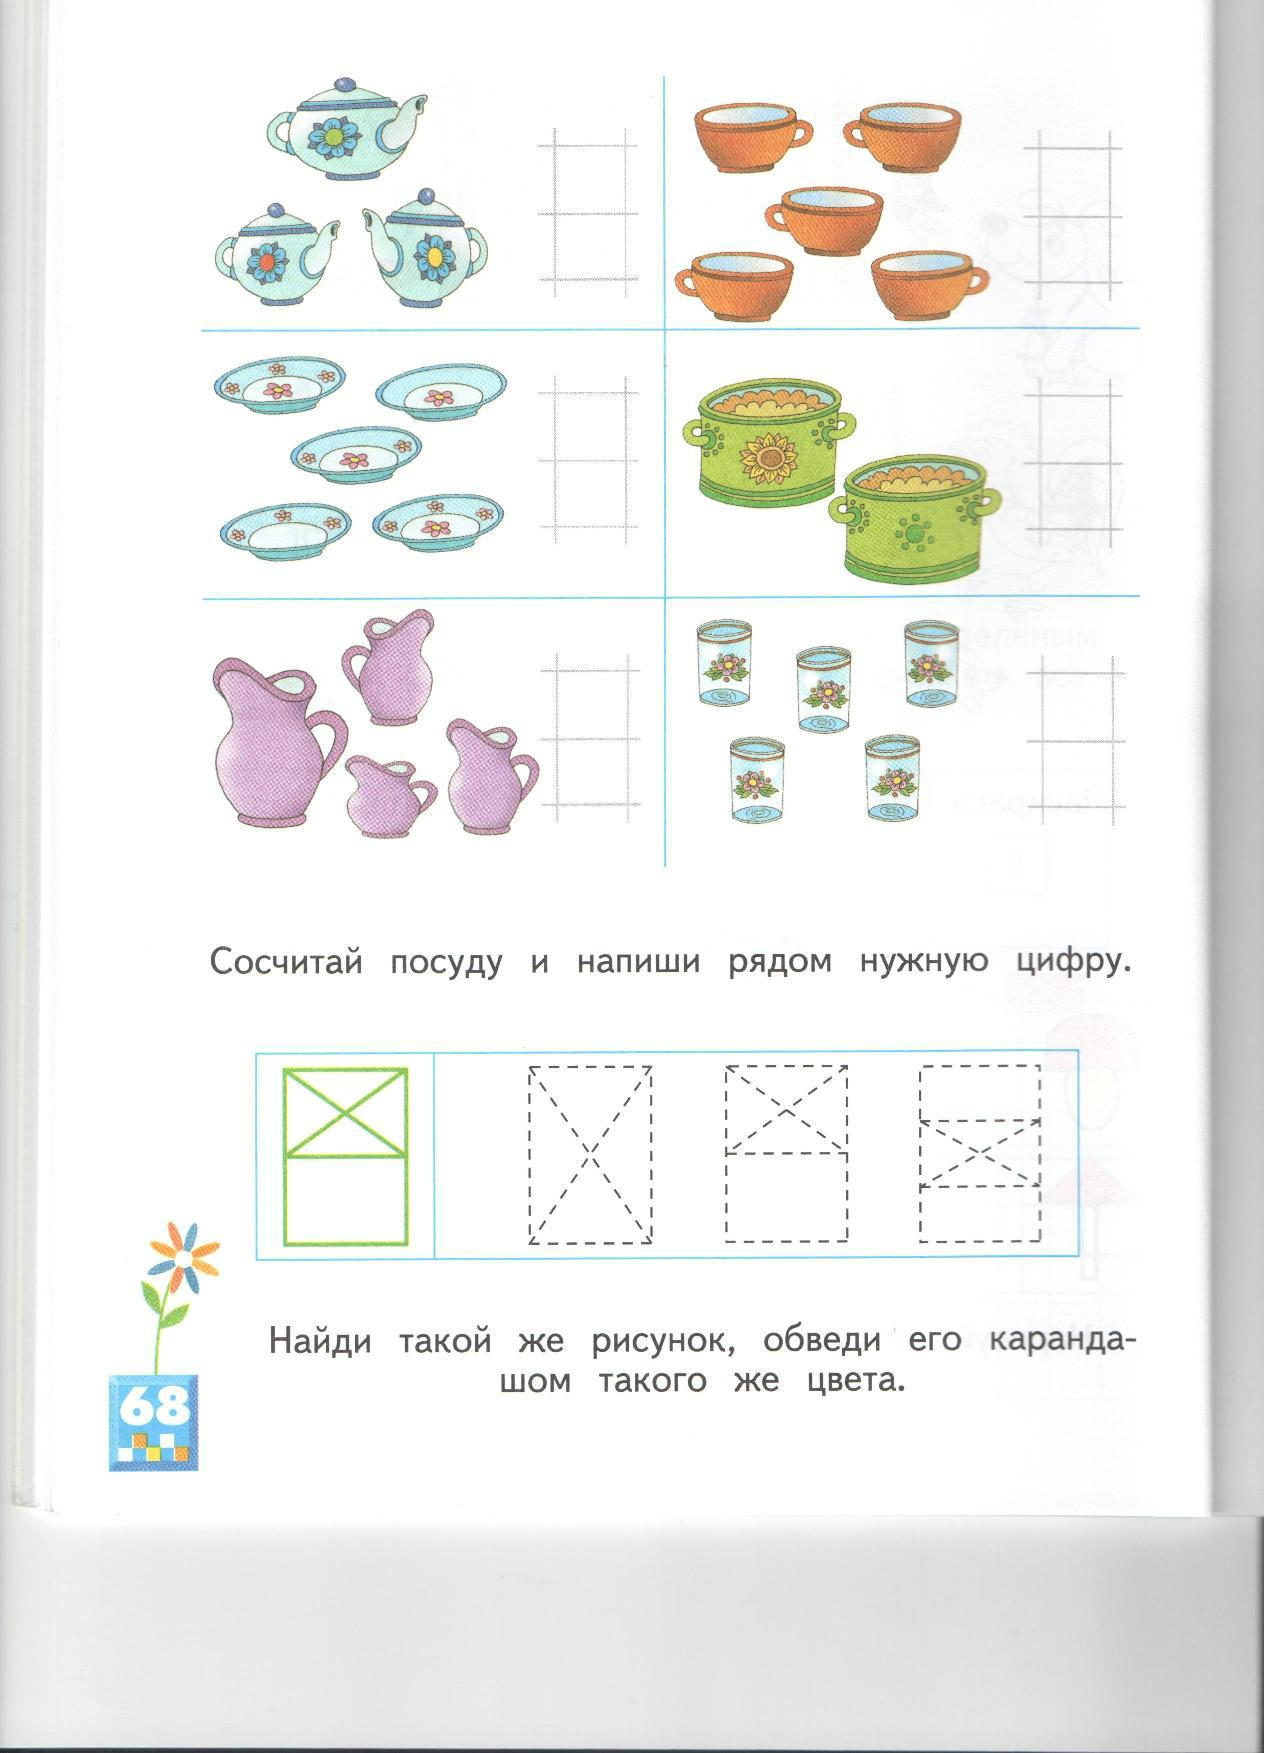 Сосчитай посуду и напиши рядом нужную цифру.
Найди такой же рисунок, обведи его каранда-
шом такого же цвета.
68